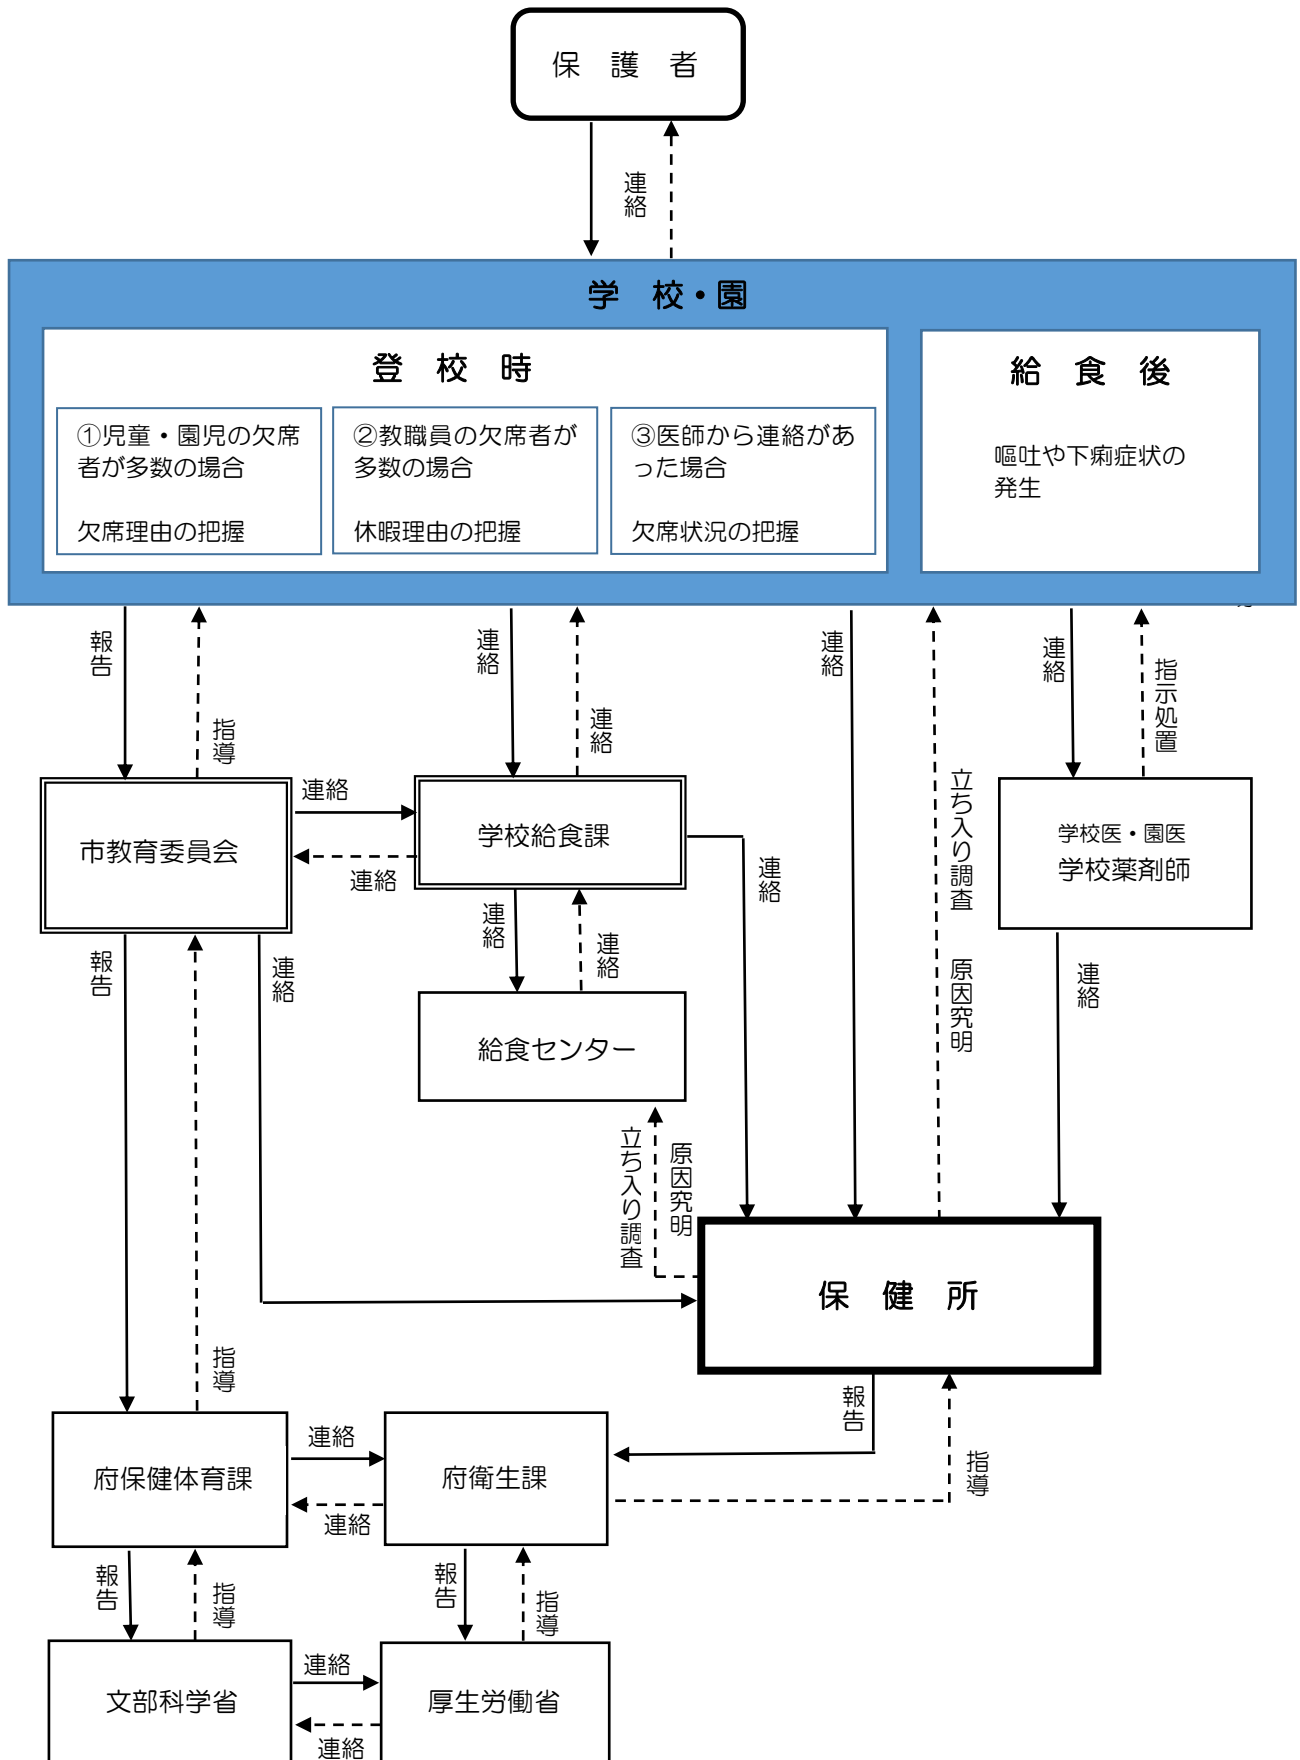 保 護 者
連絡
学 校・園
登 校 時
①児童・園児の欠席
者が多数の場合
欠席理由の把握
②教職員の欠席者が
多数の場合
休暇理由の把握
③医師から連絡があ
った場合
欠席状況の把握
給 食 後
嘔吐や下痢症状の
発生
報告
指導
連絡
連絡
連絡
立ち入り調査
原因究明
連絡
指示処置
市教育委員会
連絡
連絡
学校給食課
連絡
学校医・園医
学校薬剤師
連絡
連絡
連絡
給食センター
報告
指導
連絡
連絡
立ち入り調査
原因究明
保 健 所
報告
指導
府保健体育課
連絡
連絡
府衛生課
報告
指導
報告
指導
文部科学省
連絡
連絡
厚生労働省